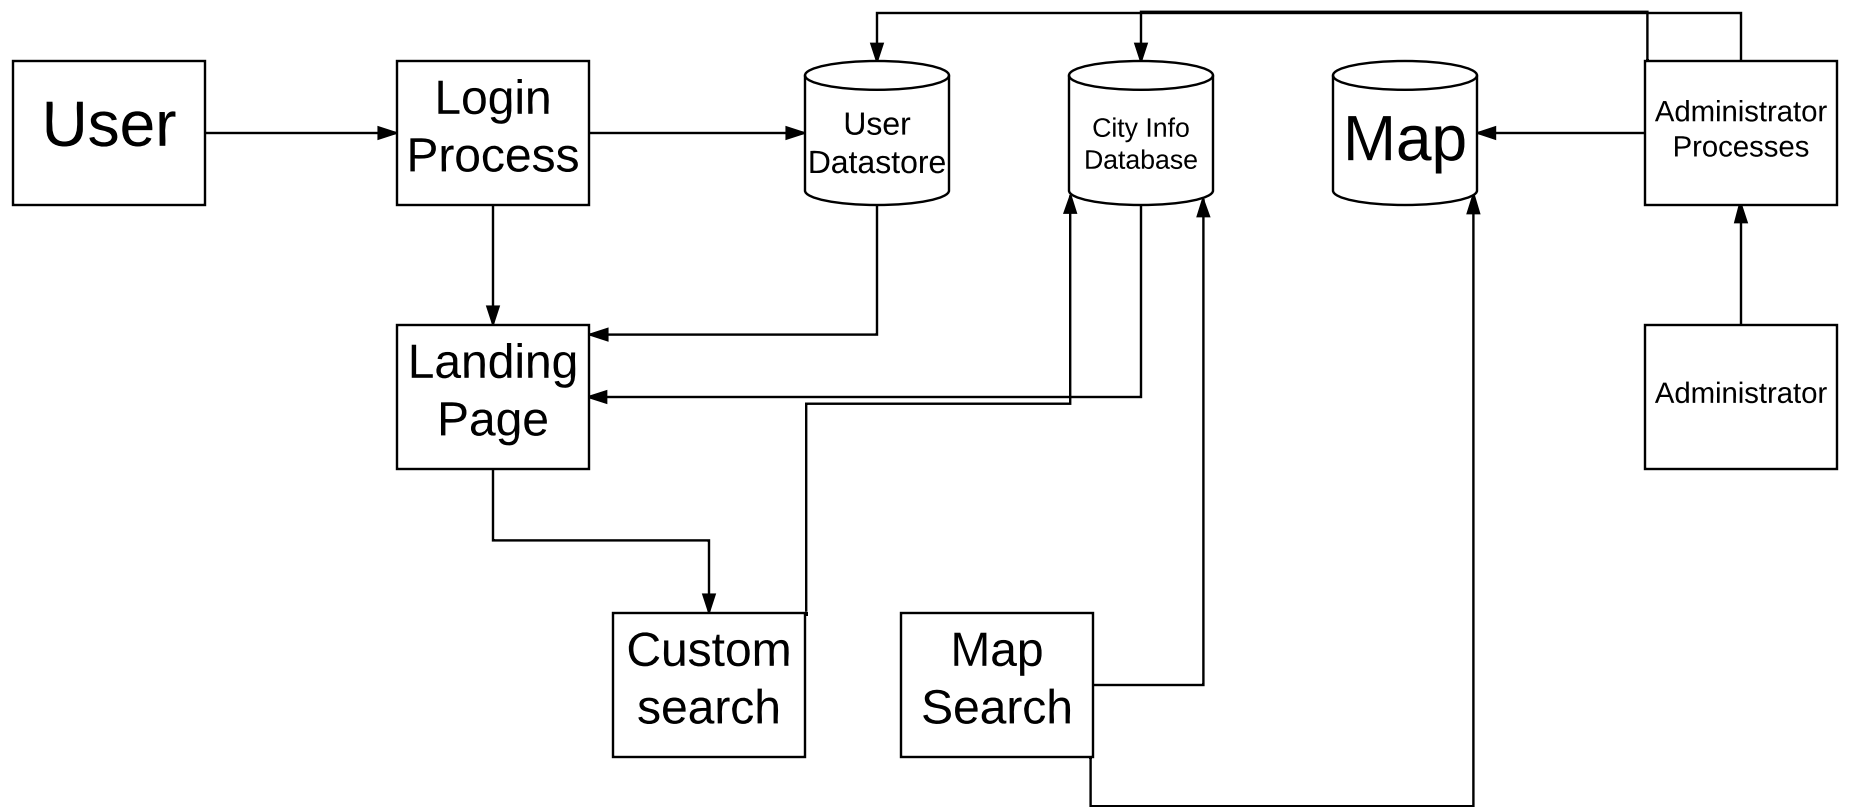 User
Login
Process
User
Datastore
City Info
Database
Map
Administrator
Processes
Landing
Page
Administrator
Custom
search
Map
Search